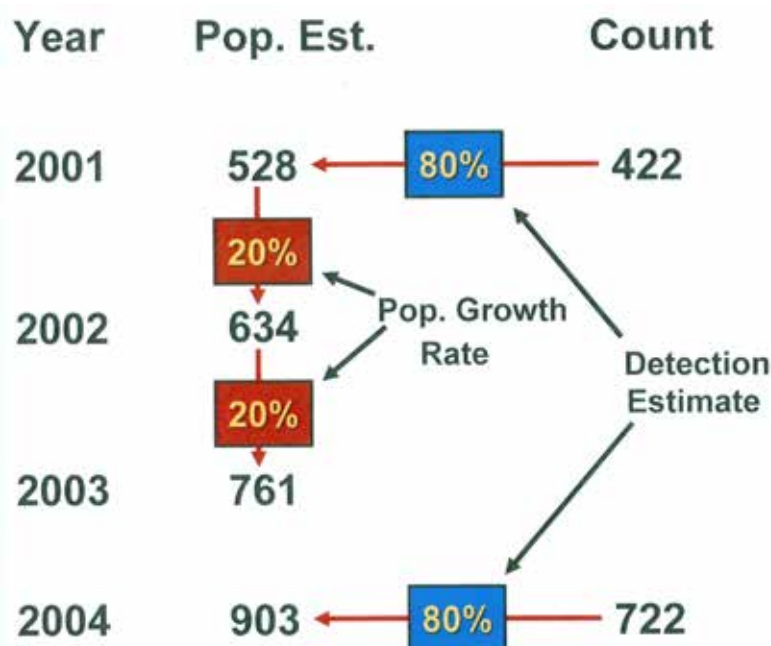 Year Pop. Est. Count
2001 528 80% 422
20%
2002 634
Pop. Growth
Rate
Detection
Estimate
20%
2003 761
2004 903 80% 722